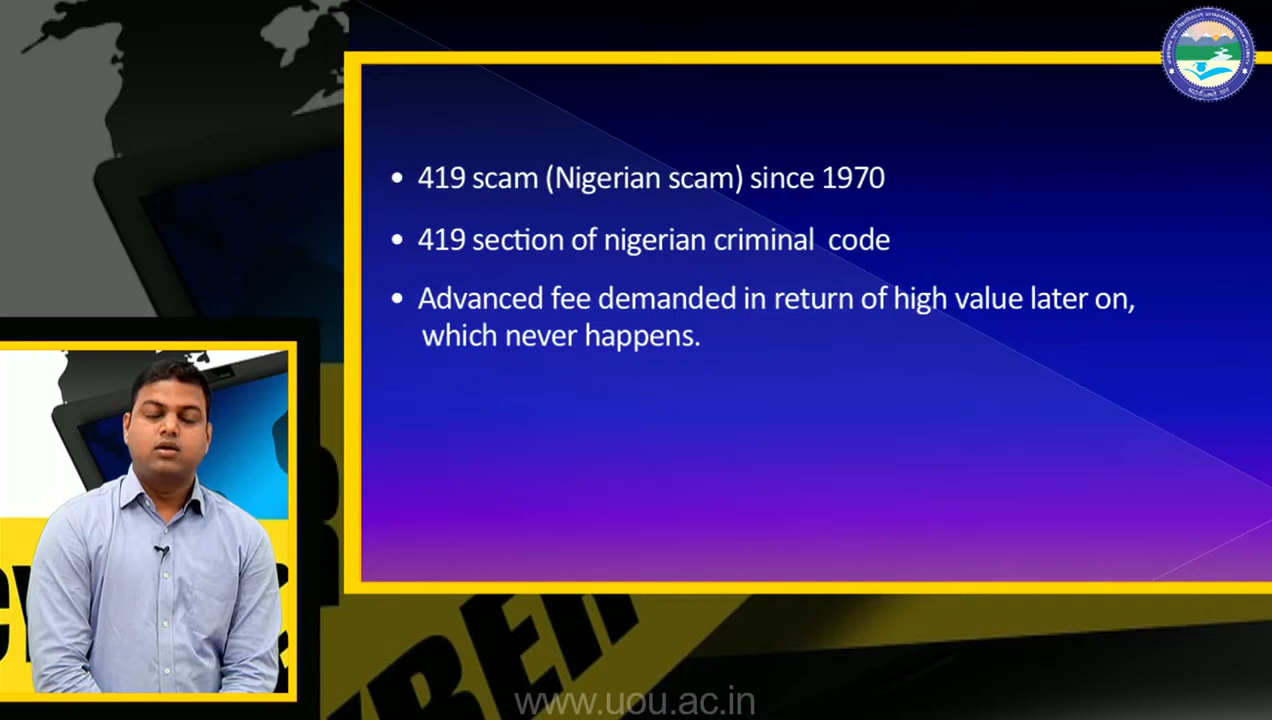 • 419 scam (Nigerian scam) since 1970
• 419 section of nigerian criminal code
• Advanced fee demanded in return of high value later on,
which never happens.
www.uou.ac.in